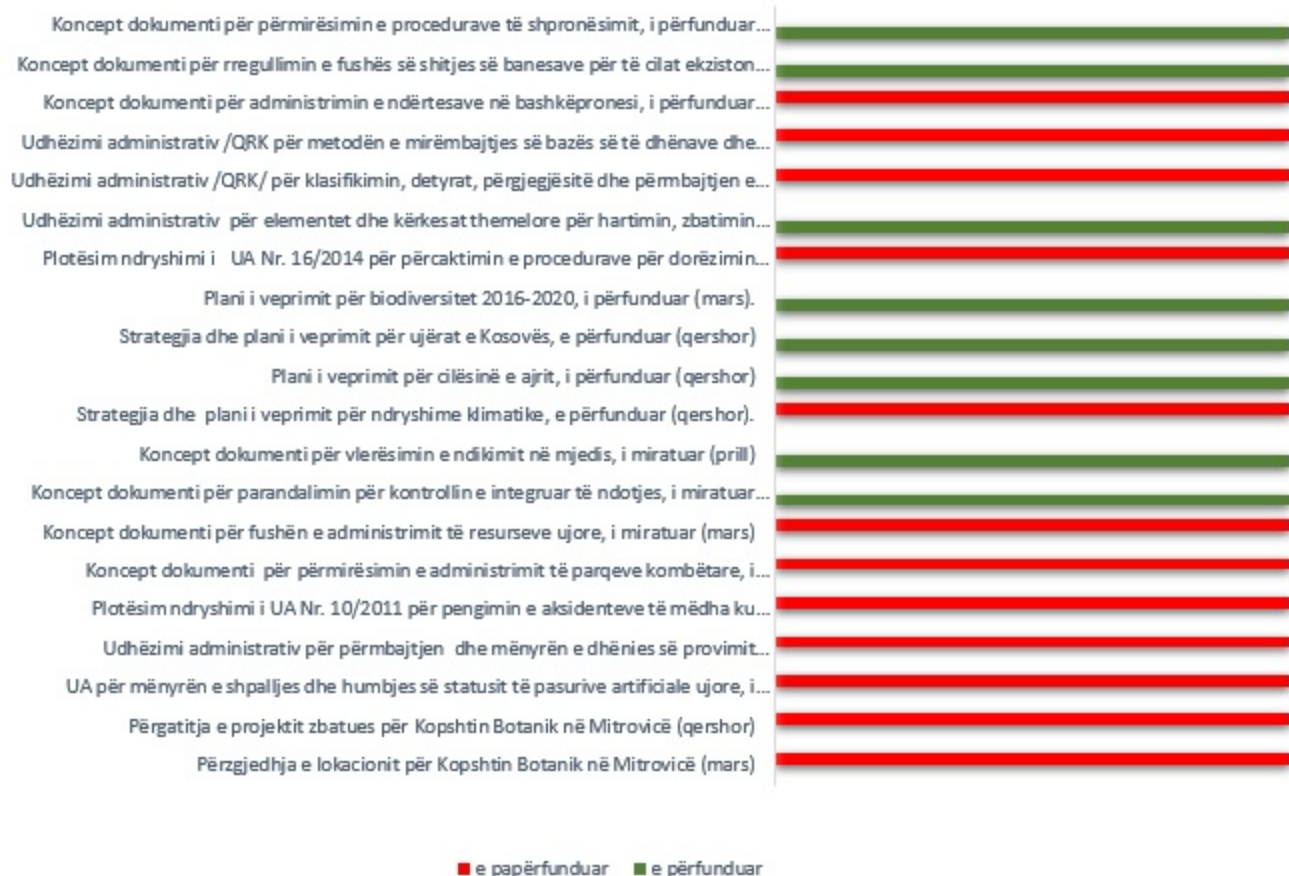 Koncept dokumenti për përmirësimin e procedurave të shpronësimit, i përfunduar...
Koncept dokumenti për rregullimin e fushës së shitjes së banesave për të cilat ekziston...
Koncept dokumenti për administrimin e ndërtesave në bashkëpronesi, i përfunduar...
Udhëzimi administrativ /QRK për metodën e mirëmbajtjes së bazës së të dhënave dhe...
Udhëzimi administrativ /QRK/ për klasifikimin, detyrat, përgjegjësitë dhe përmbajtjen e...
Udhëzimi administrativ për elementet dhe kërkesat themelore për hartimin, zbatimin...
Plotësim ndryshimi i UA Nr. 16/2014 për përcaktimin e procedurave për dorëzimin...
Plani i veprimit për biodiversitet 2016-2020, i përfunduar (mars).
Strategjia dhe plani i veprimit për ujërat e Kosovës, e përfunduar (qershor)
Plani i veprimit për cilësinë e ajrit, i përfunduar (qershor)
Strategjia dhe plani i veprimit për ndryshime klimatike, e përfunduar (qershor).
Koncept dokumenti për vlerësimin e ndikimit në mjedis, i miratuar (prill)
Koncept dokumenti për parandalimin për kontrollin e integruar të ndotjes, i miratuar...
Koncept dokumenti për fushën e administrimit të resurseve ujore, i miratuar (mars)
Koncept dokumenti për përmirësimin e administrimit të parqeve kombëtare, i...
Plotësim ndryshimi i UA Nr. 10/2011 për pengimin e aksidenteve të mëdha ku...
Udhëzimi administrativ për përmbajtjen dhe mënyrën e dhënies së provimit...
UA për mënyrën e shpalljes dhe humbjes së statusit të pasurive artificiale ujore, i...
Përgatitja e projektit zbatues për Kopshtin Botanik në Mitrovicë (qershor)
Përzgjedhja e lokacionit për Kopshtin Botanik në Mitrovicë (mars)
e papërfunduar e përfunduar